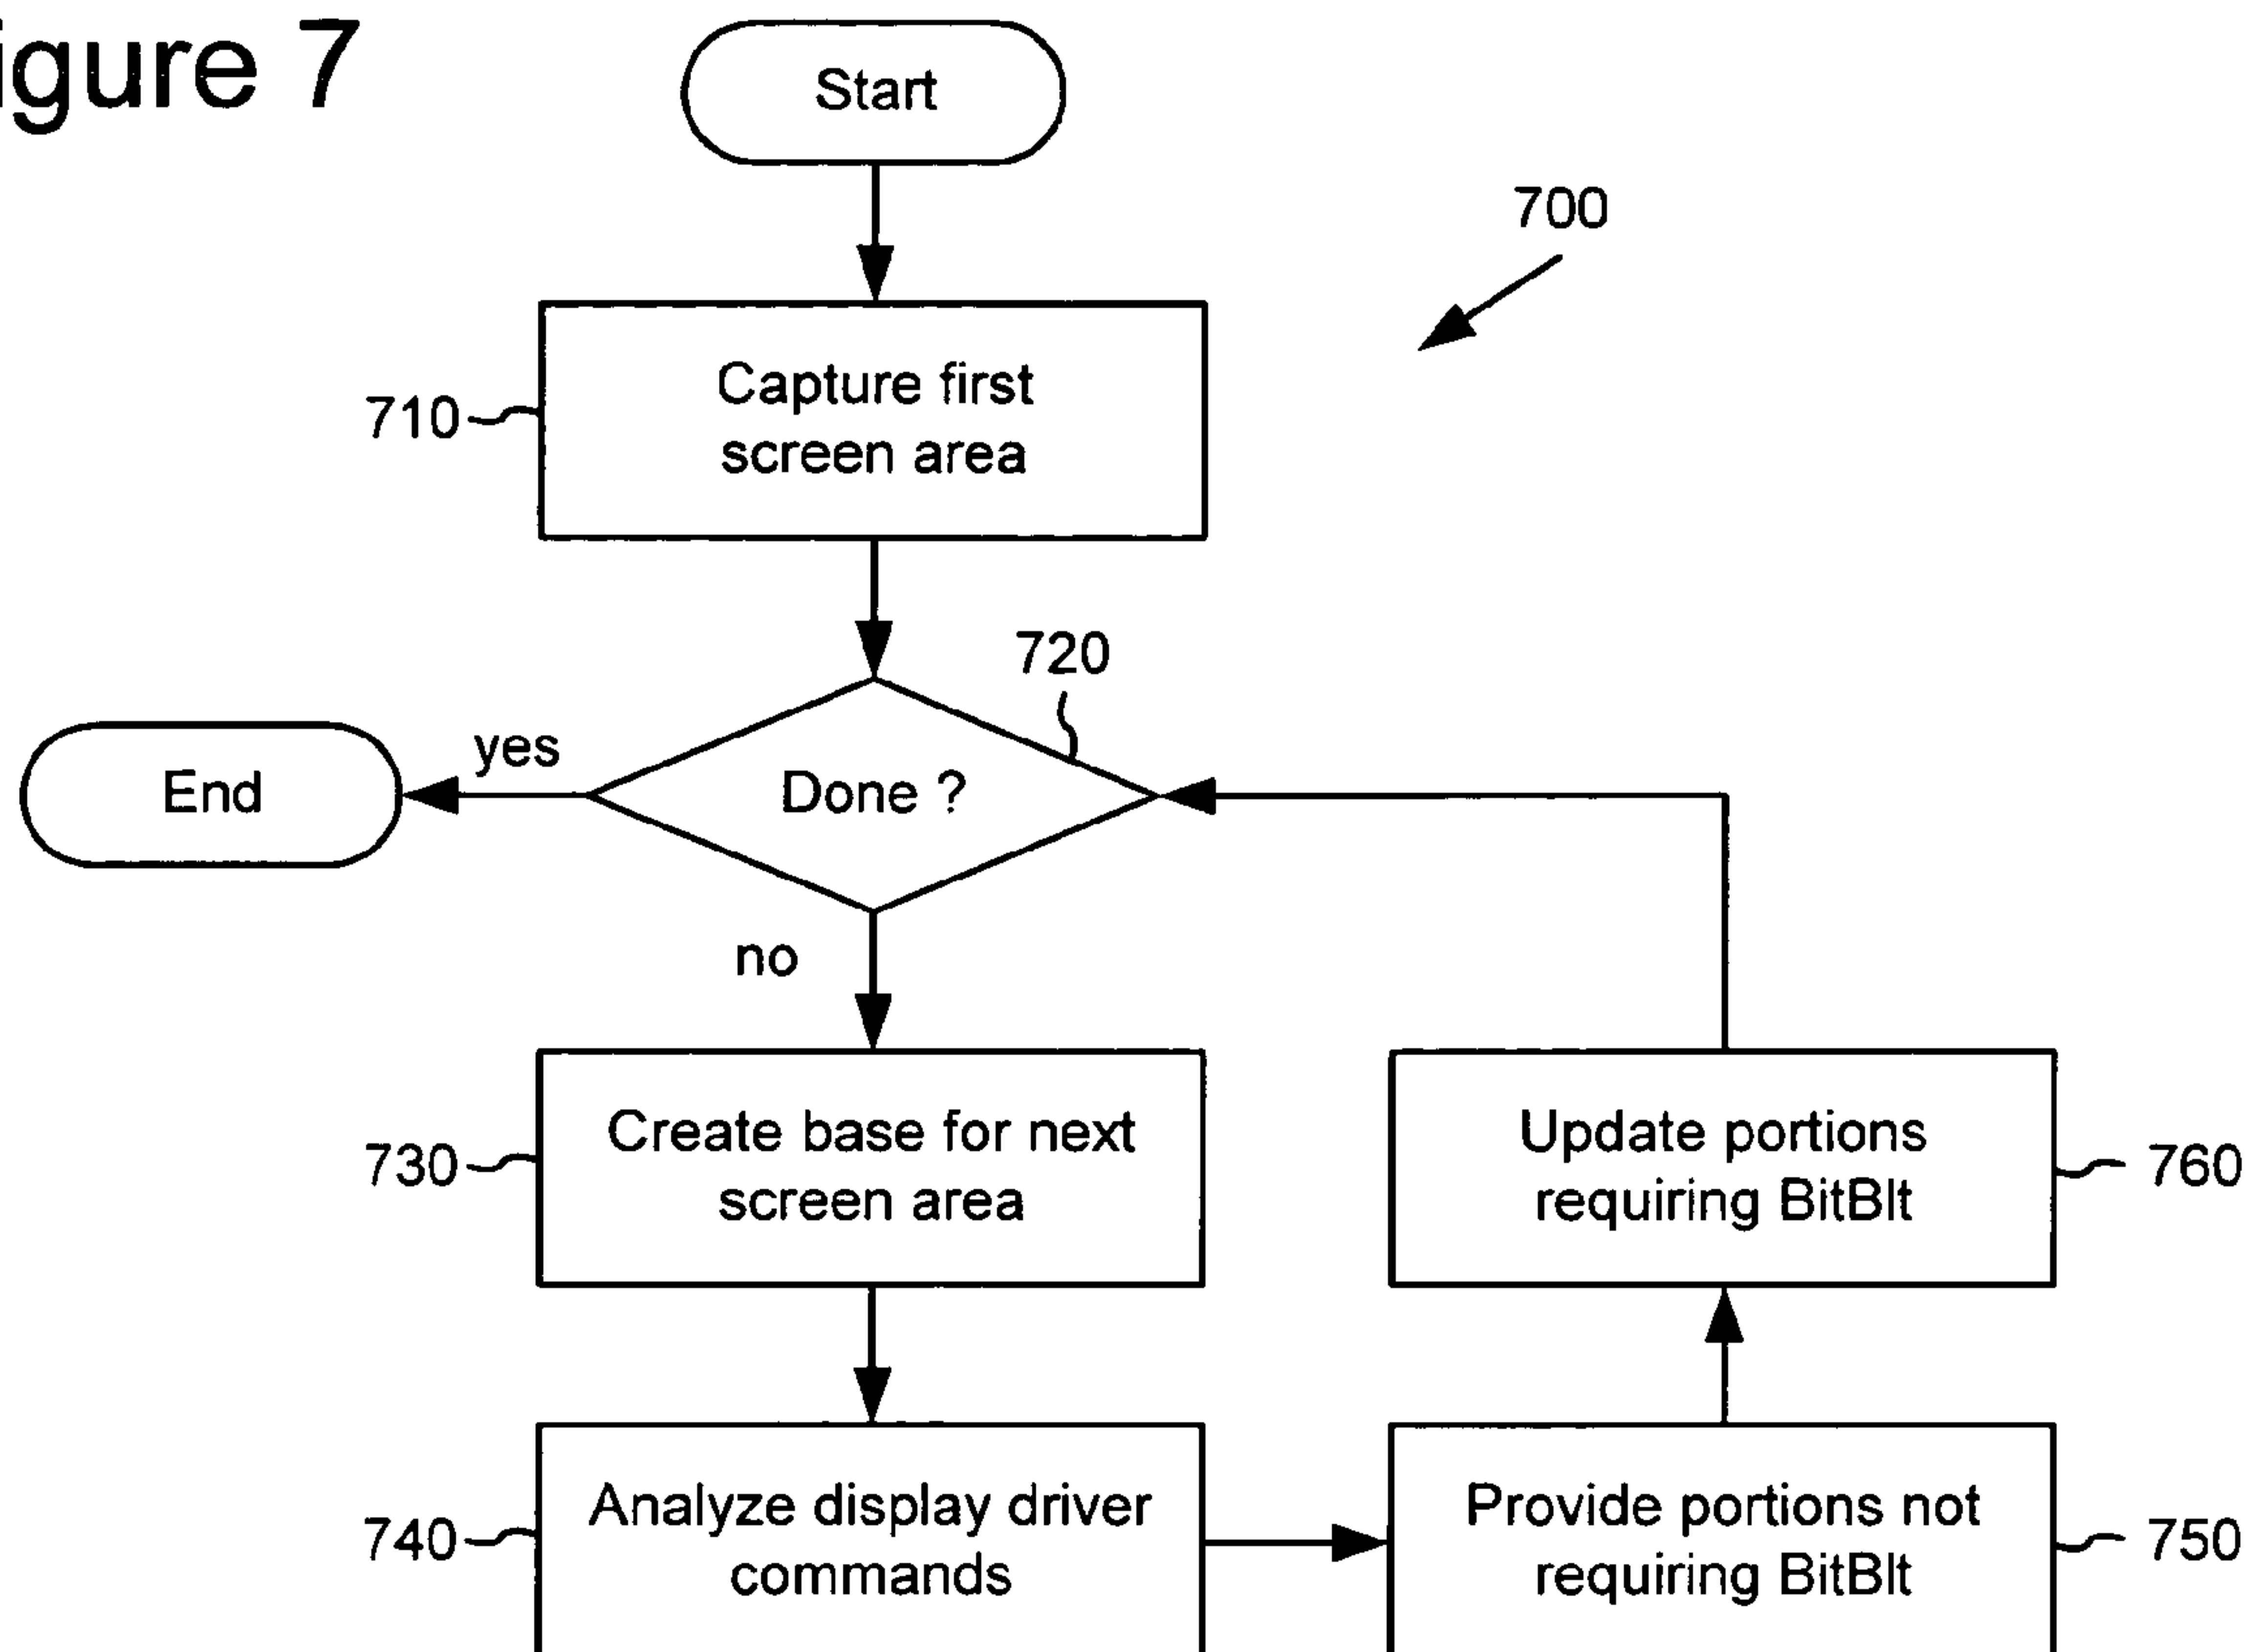 igure 7
Start
700
Capture first
screen area
710
720
yes
End
Done ?
no
Create base for next
screen area
730
Update portions
requiring BitBlt
760
Analyze display driver
commands
740
Provide portions not
requiring BitBlt
750